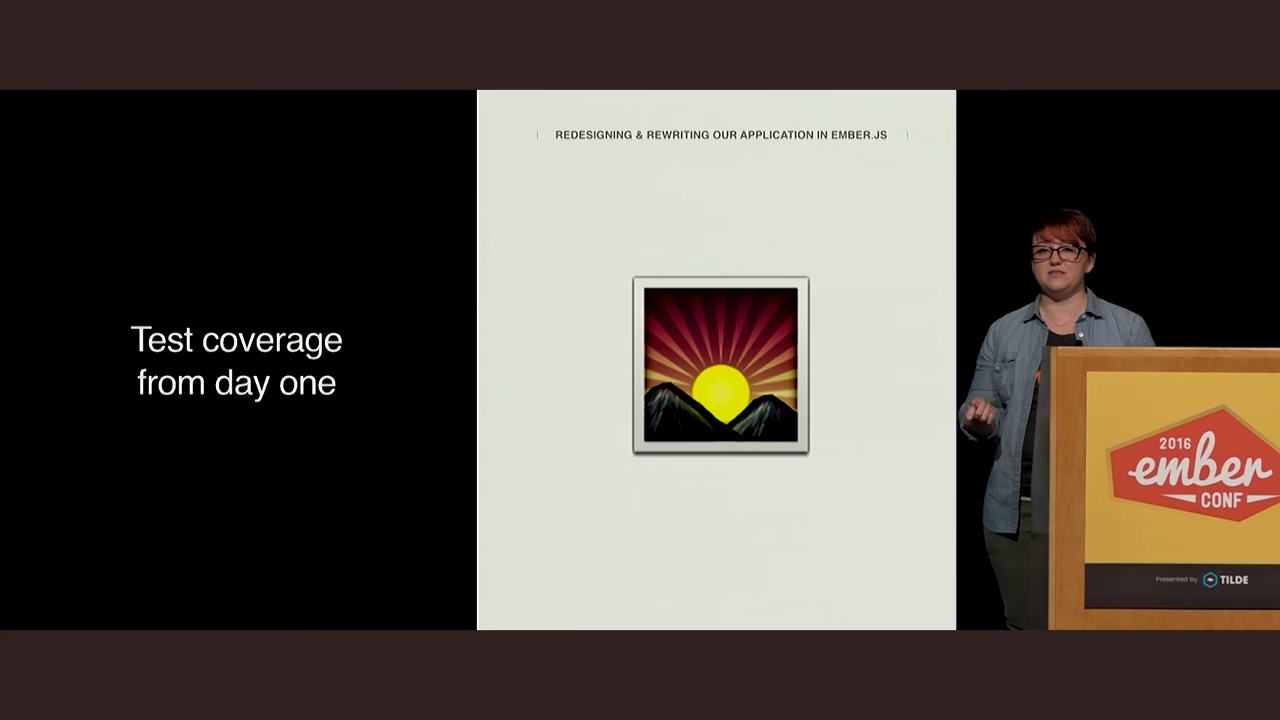 REDESIGNING & REWRITING OUR APPLICATION IN EMBER.JS
Test coverage
from day one
2016
ember
CONF
Presented by TILDE